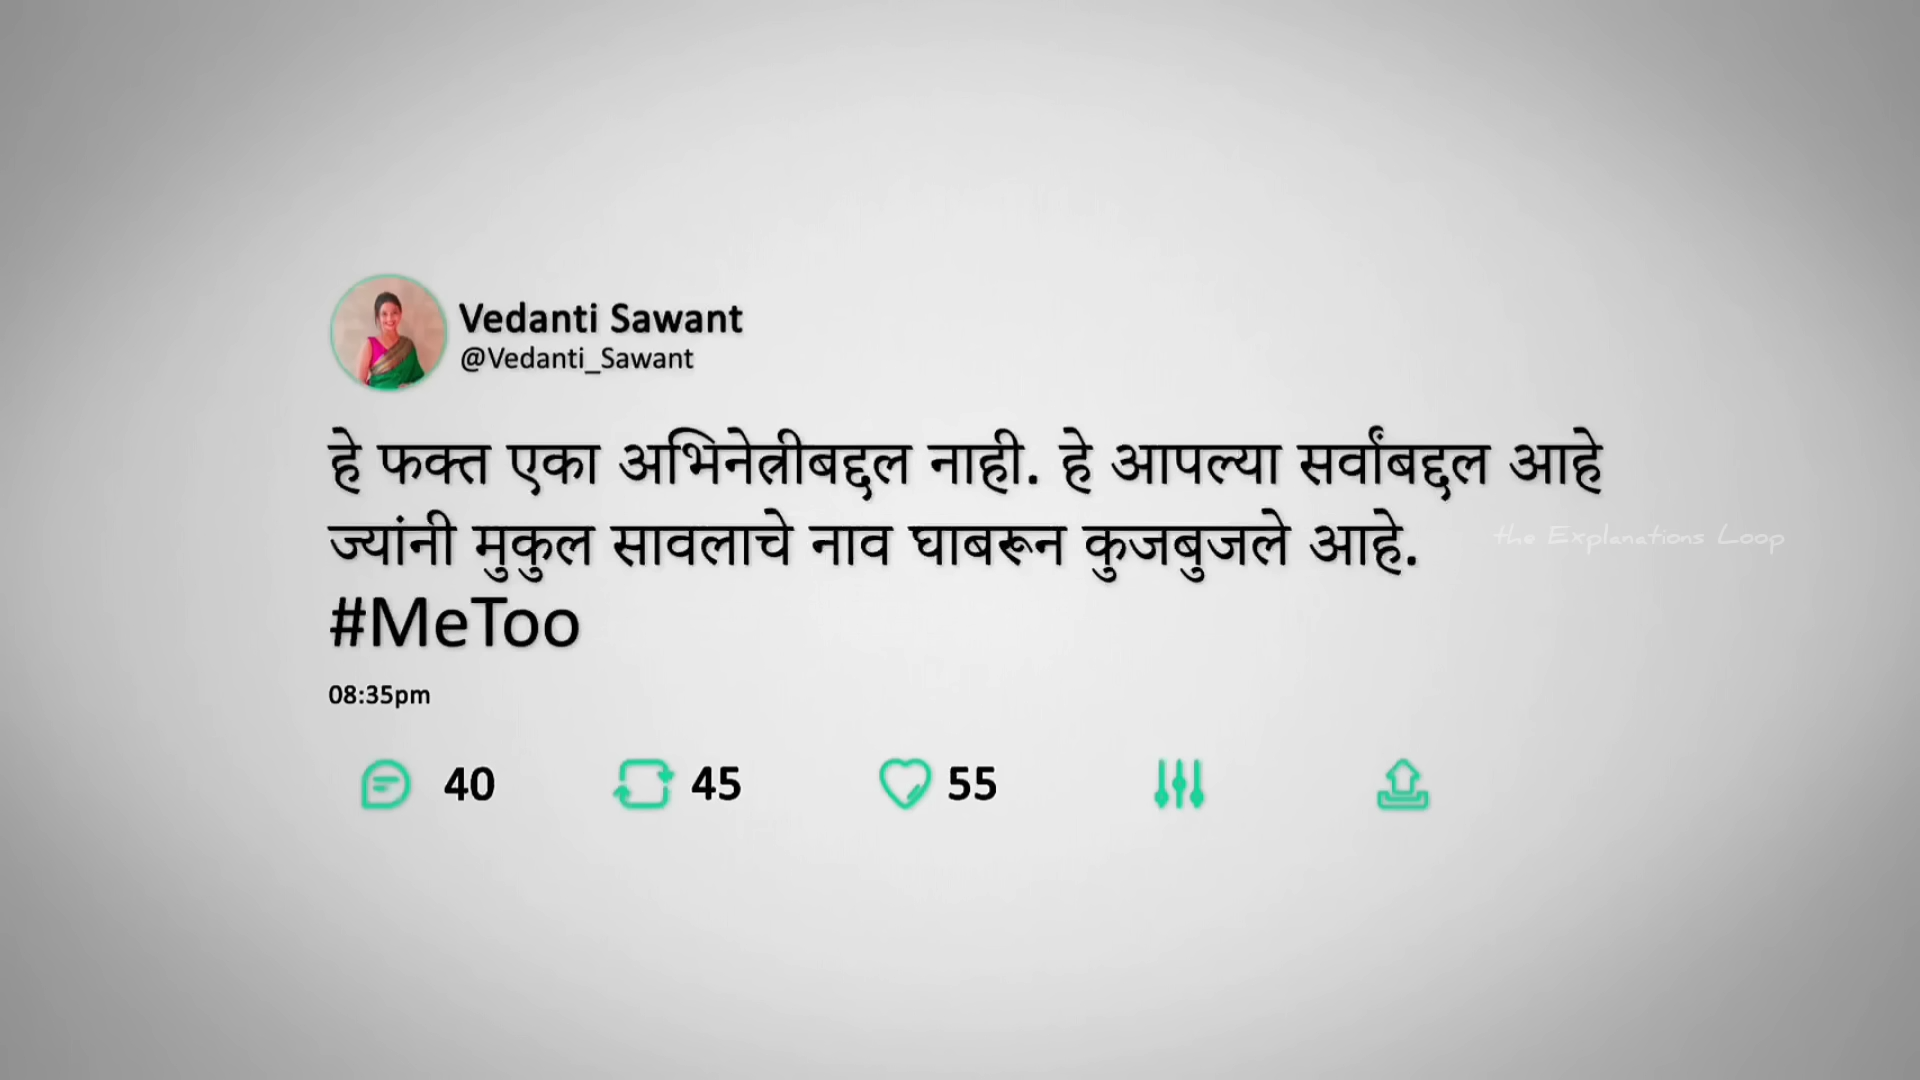 Vedanti Sawant
@Vedanti_Sawant
हे फक्त एका अभिनेत्रीबद्दल नाही. हे आपल्या सर्वांबद्दल आहे
ज्यांनी मुकुल सावलाचे नाव घाबरून कुजबुजले आहे.
the Explanations Loop
#MeToo
08:35pm
40 45 55